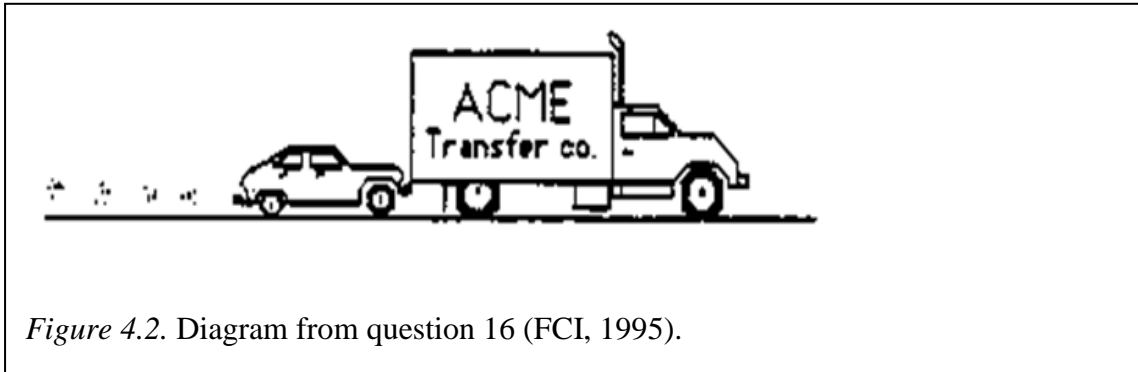 ACME
Transfer co.
Figure 4.2. Diagram from question 16 (FCI, 1995).